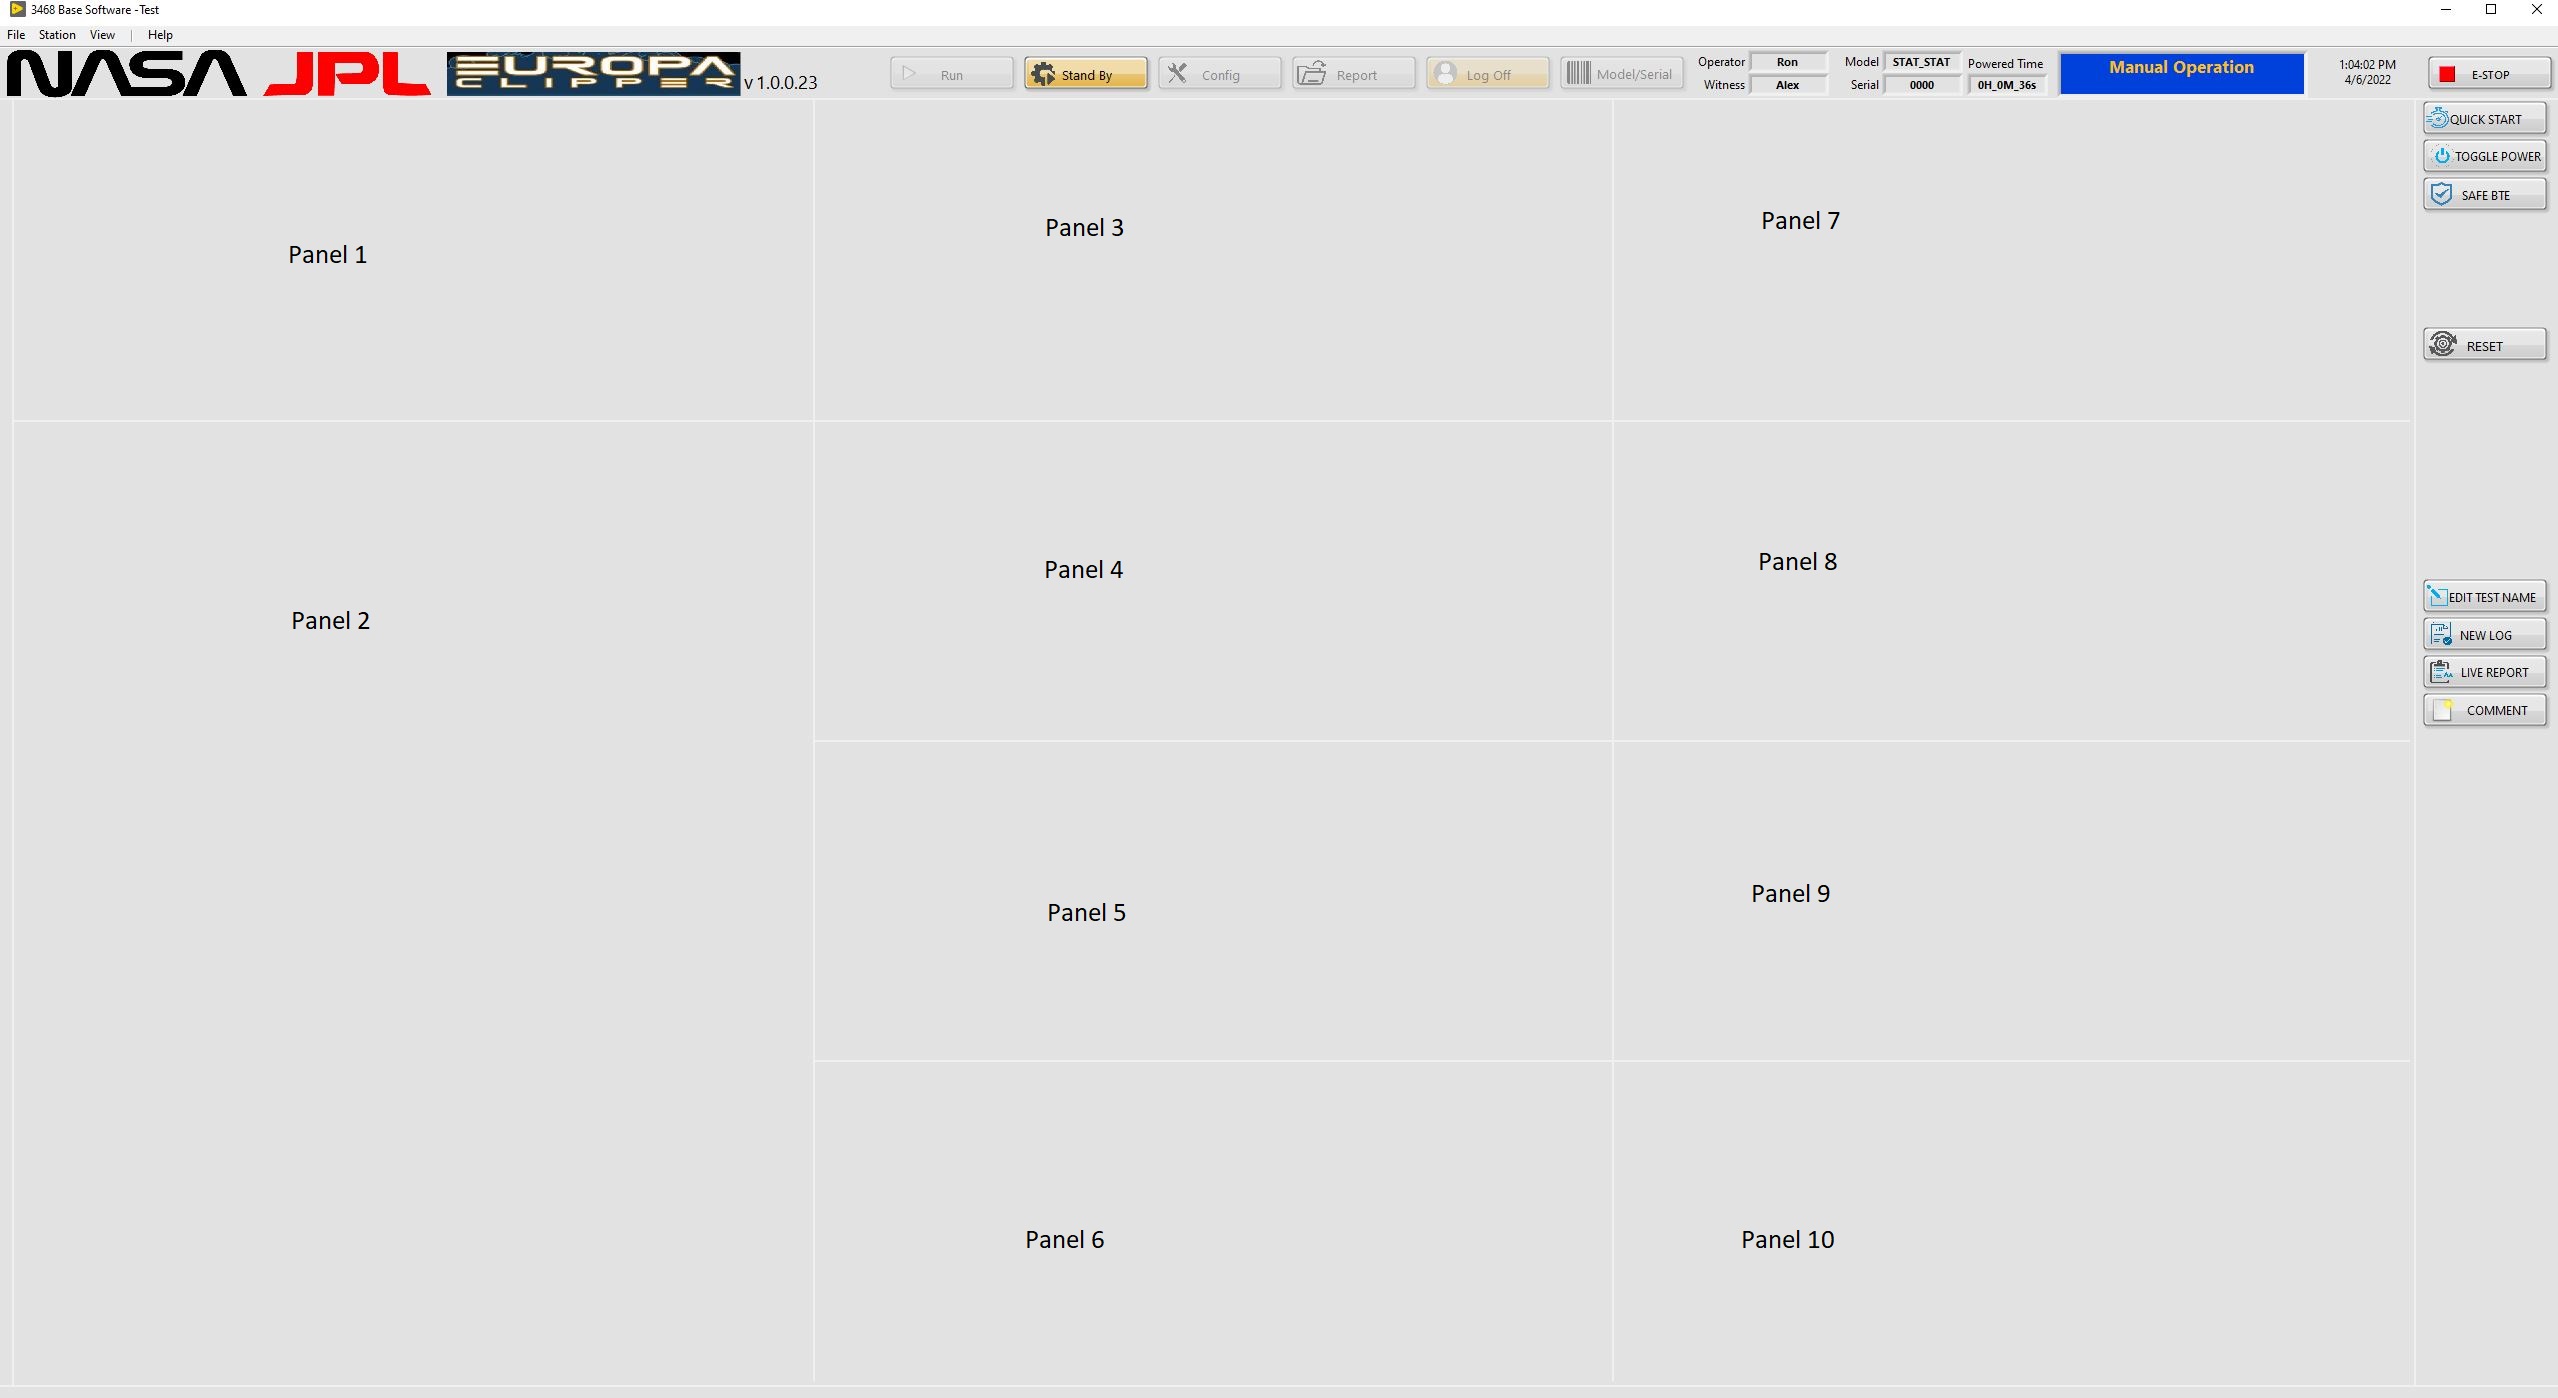 3468 Base Software -Test
File Station View | Help
NASA JPL EUROPA CLIPPER v 1.0.0.23
Run Stand By Config Report Log Off Model/Serial
Operator Ron Model STAT_STAT Powered Time
Witness Alex Serial 0000 0H_0M_36s
Manual Operation
1:04:02 PM
4/6/2022
E-STOP
QUICK START
TOGGLE POWER
SAFE BTE
RESET
EDIT TEST NAME
NEW LOG
LIVE REPORT
COMMENT
Panel 1
Panel 2
Panel 3
Panel 4
Panel 5
Panel 6
Panel 7
Panel 8
Panel 9
Panel 10